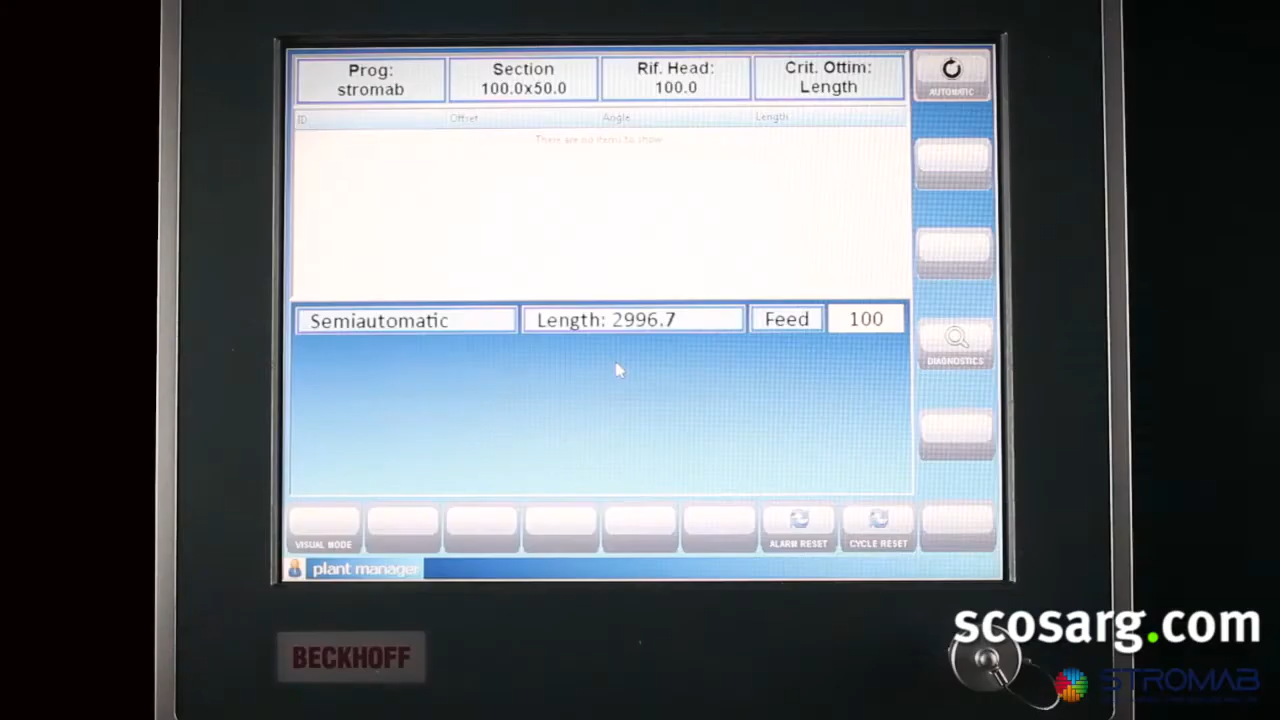 Prog:
stromab
Section
100.0x50.0
Rif. Head:
100.0
Crit. Ottim:
Length
AUTOMATIC
ID Offset Angle Length
There are no items to show
Semiautomatic
Length: 2996.7
Feed
100
DIAGNOSTICS
VISUAL MODE
ALARM RESET
CYCLE RESET
plant manager
BECKHOFF
scosarg.com
STROMAB